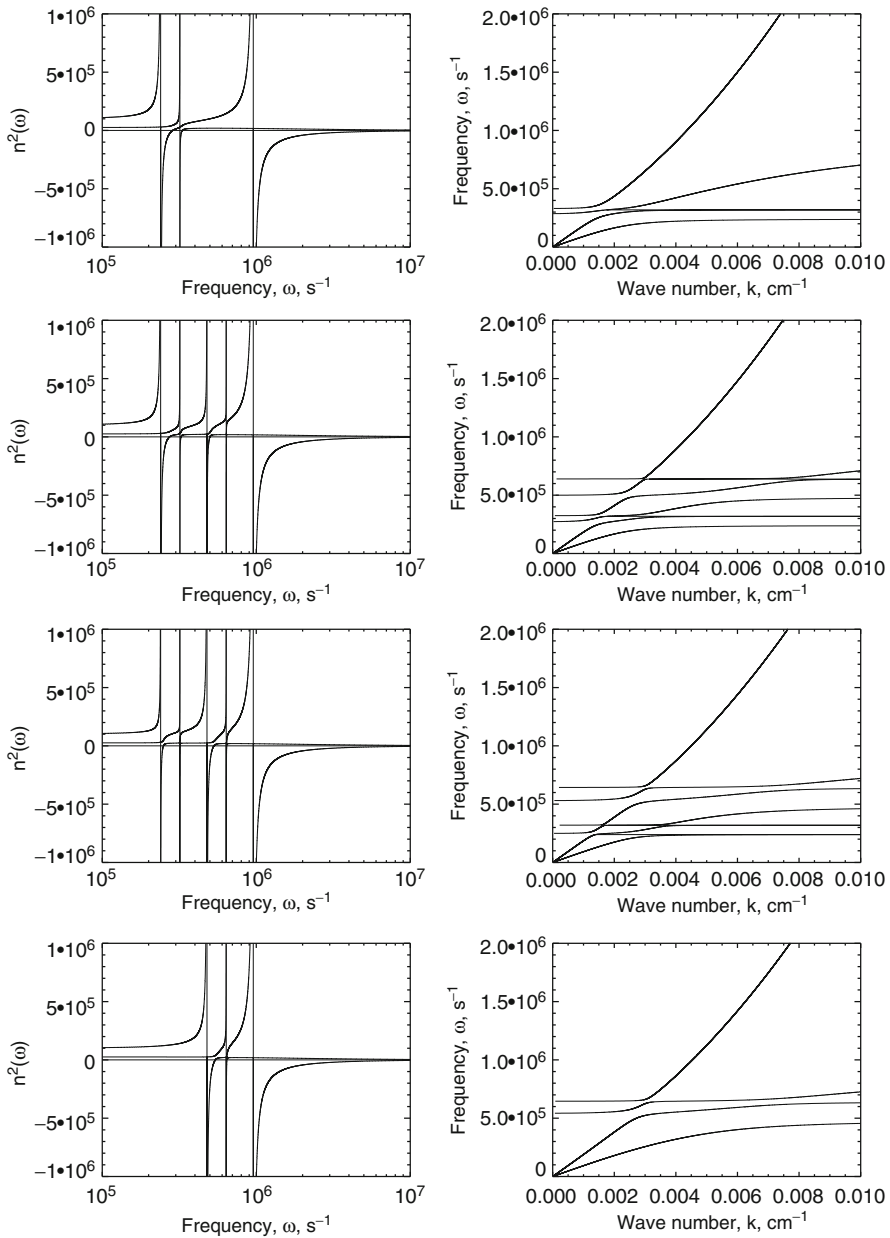 1•10⁶
5•10⁵
0
−5•10⁵
−1•10⁶
n²(ω)
10⁵ 10⁶ 10⁷
Frequency, ω, s⁻¹
2.0•10⁶
1.5•10⁶
1.0•10⁶
5.0•10⁵
0
Frequency, ω, s⁻¹
0.000 0.002 0.004 0.006 0.008 0.010
Wave number, k, cm⁻¹
1•10⁶
5•10⁵
0
−5•10⁵
−1•10⁶
n²(ω)
10⁵ 10⁶ 10⁷
Frequency, ω, s⁻¹
2.0•10⁶
1.5•10⁶
1.0•10⁶
5.0•10⁵
0
Frequency, ω, s⁻¹
0.000 0.002 0.004 0.006 0.008 0.010
Wave number, k, cm⁻¹
1•10⁶
5•10⁵
0
−5•10⁵
−1•10⁶
n²(ω)
10⁵ 10⁶ 10⁷
Frequency, ω, s⁻¹
2.0•10⁶
1.5•10⁶
1.0•10⁶
5.0•10⁵
0
Frequency, ω, s⁻¹
0.000 0.002 0.004 0.006 0.008 0.010
Wave number, k, cm⁻¹
1•10⁶
5•10⁵
0
−5•10⁵
−1•10⁶
n²(ω)
10⁵ 10⁶ 10⁷
Frequency, ω, s⁻¹
2.0•10⁶
1.5•10⁶
1.0•10⁶
5.0•10⁵
0
Frequency, ω, s⁻¹
0.000 0.002 0.004 0.006 0.008 0.010
Wave number, k, cm⁻¹